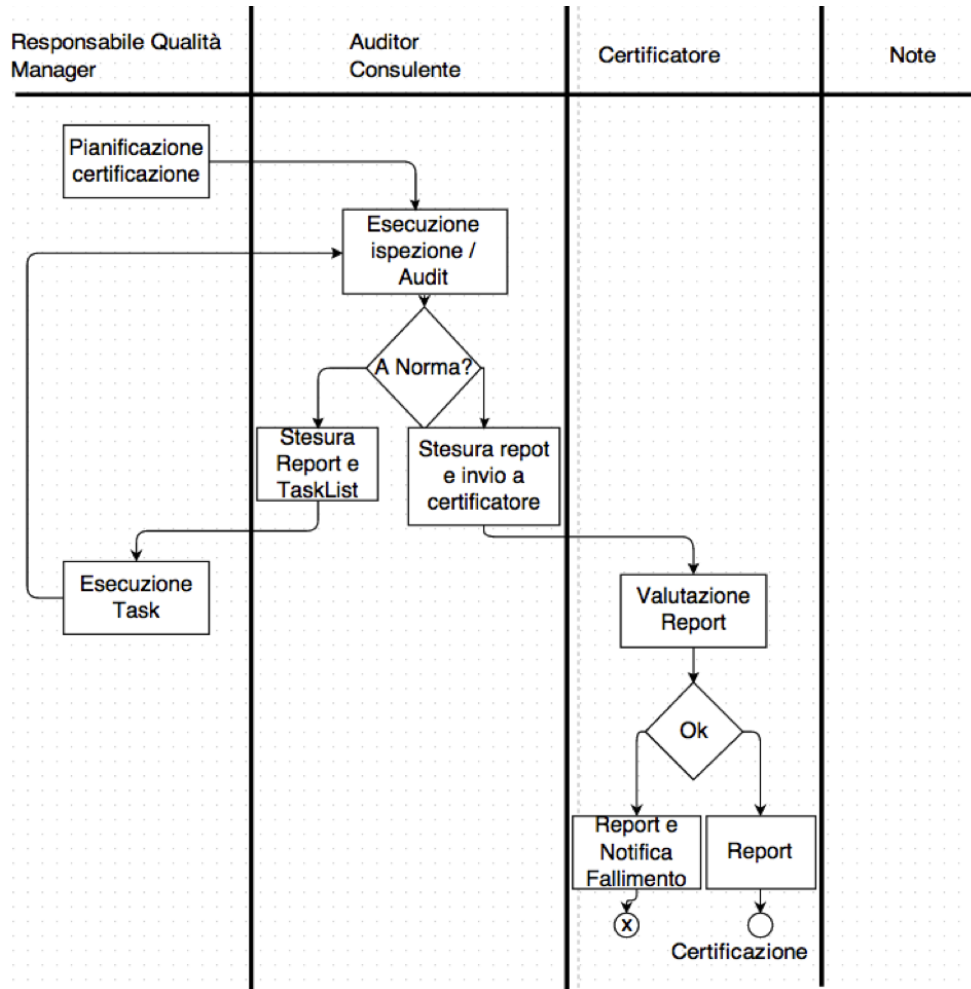 Responsabile Qualità
Manager
Auditor
Consulente
Certificatore
Note
Pianificazione
certificazione
Esecuzione
ispezione /
Audit
A Norma?
Stesura
Report e
TaskList
Stesura repot
e invio a
certificatore
Esecuzione
Task
Valutazione
Report
Ok
Report e
Notifica
Fallimento
Report
X
Certificazione